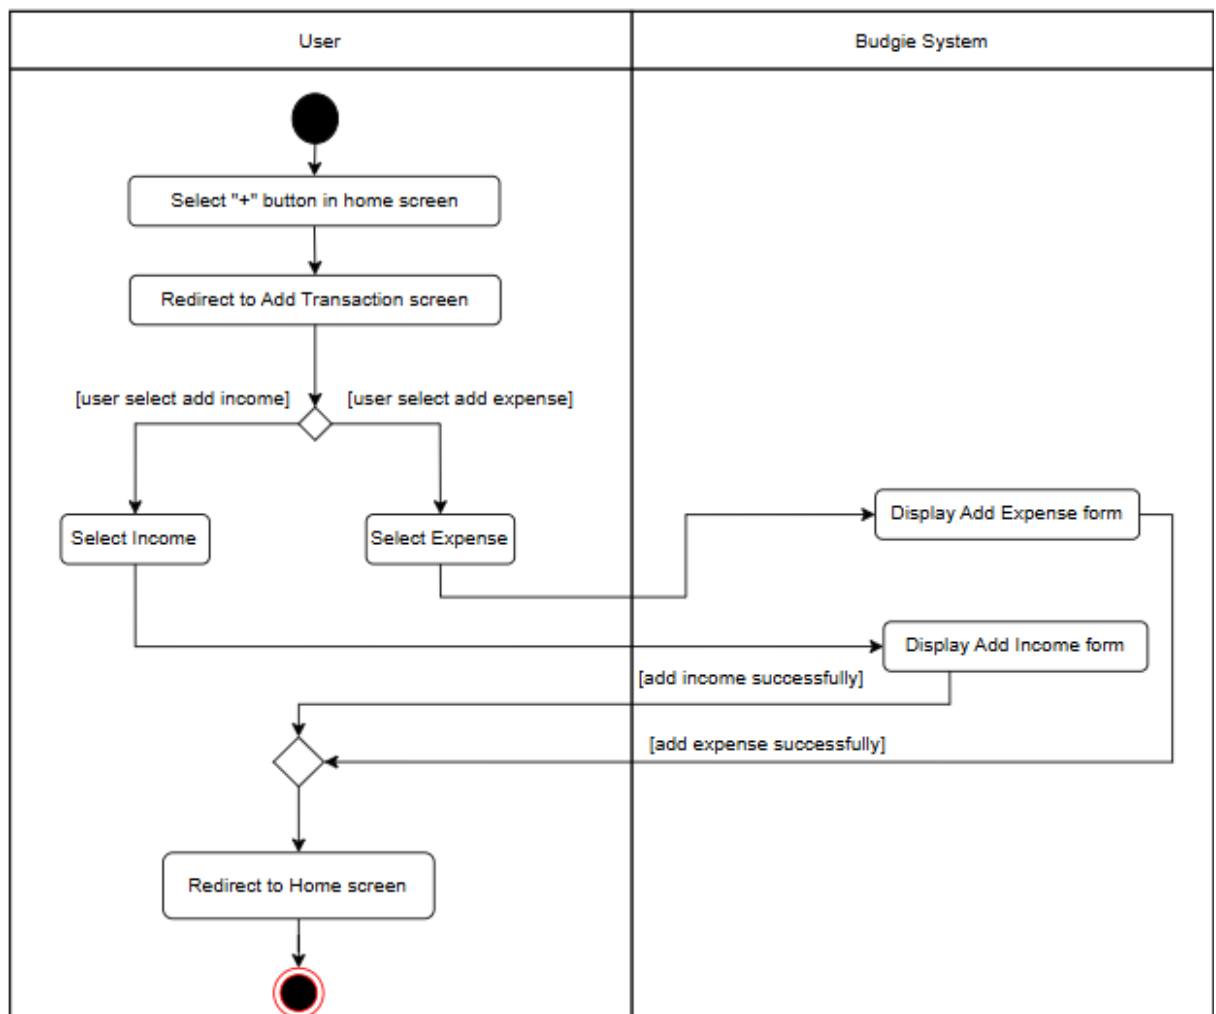 User
Budgie System
Select "+" button in home screen
Redirect to Add Transaction screen
[user select add income]
[user select add expense]
Select Income
Select Expense
Display Add Expense form
Display Add Income form
[add income successfully]
[add expense successfully]
Redirect to Home screen